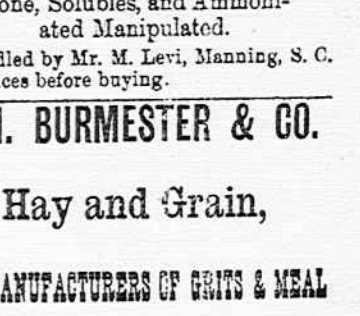 one, Solubles, and Ammoni-
ated Manipulated.
dled by Mr. M. Levi, Manning, S. C.
ces before buying.
. BURMESTER & CO.
Hay and Grain,
ANUFACTURERS OF GRITS & MEAL